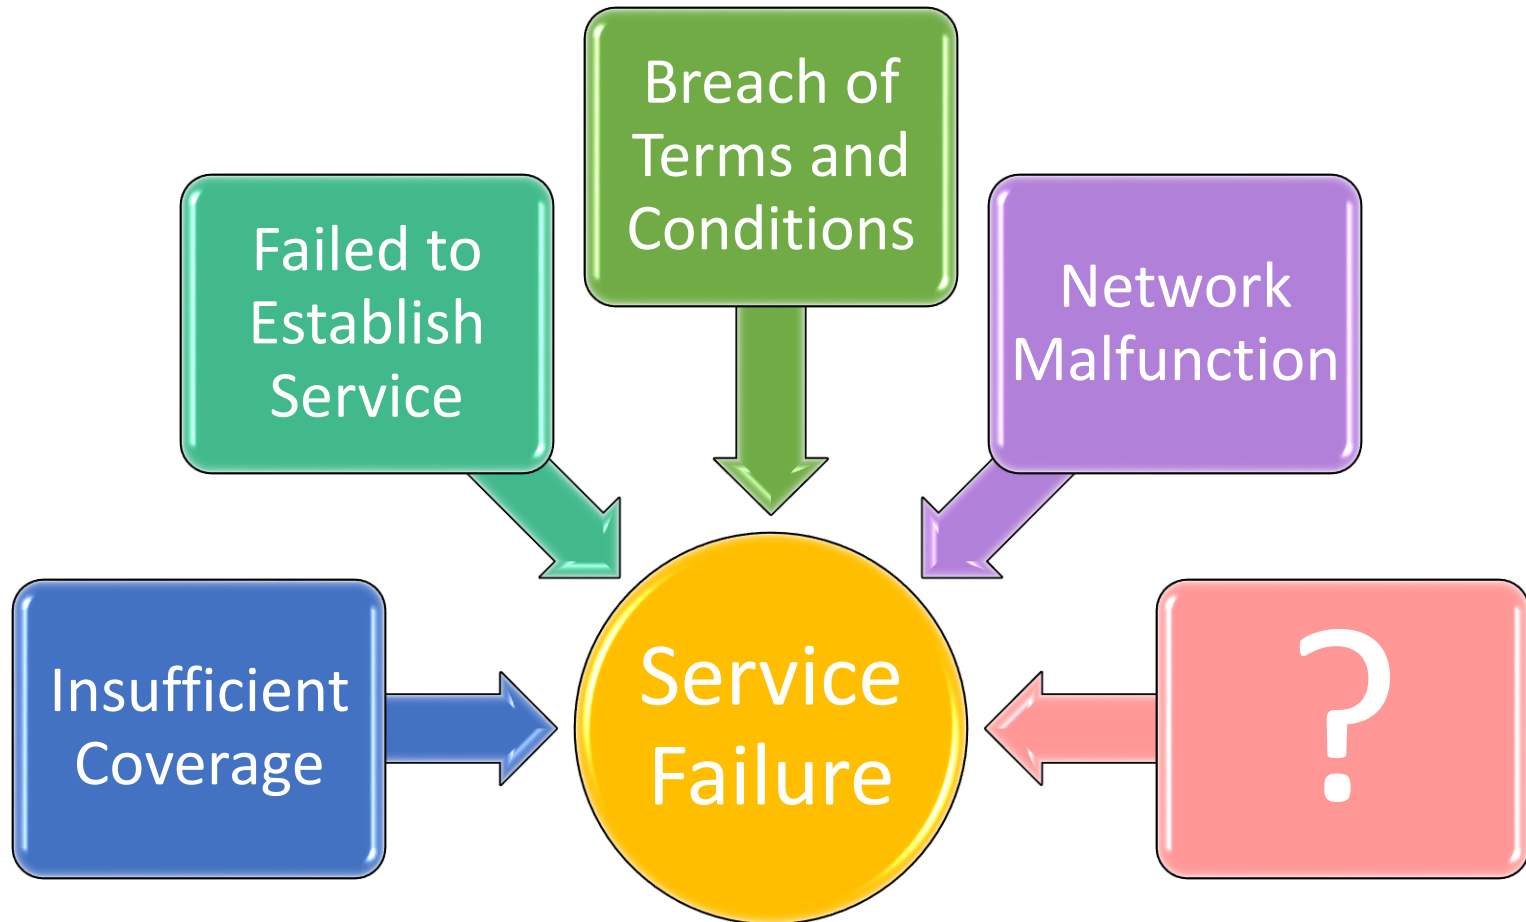 Breach of
Terms and
Conditions
Failed to
Establish
Service
Network
Malfunction
Insufficient
Coverage
Service
Failure
?